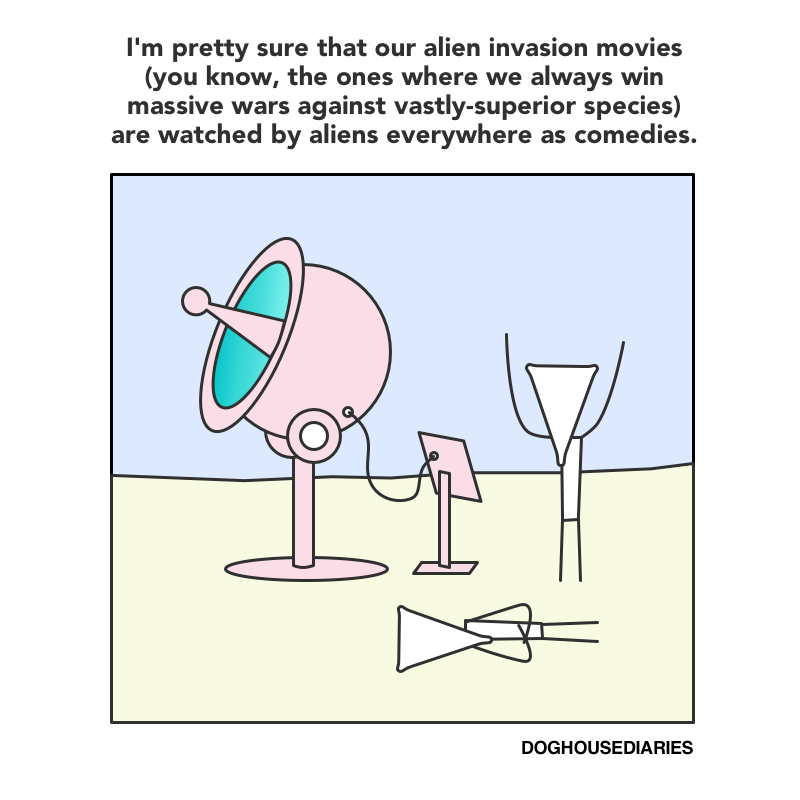 I'm pretty sure that our alien invasion movies
(you know, the ones where we always win
massive wars against vastly-superior species)
are watched by aliens everywhere as comedies.
DOGHOUSEDIARIES